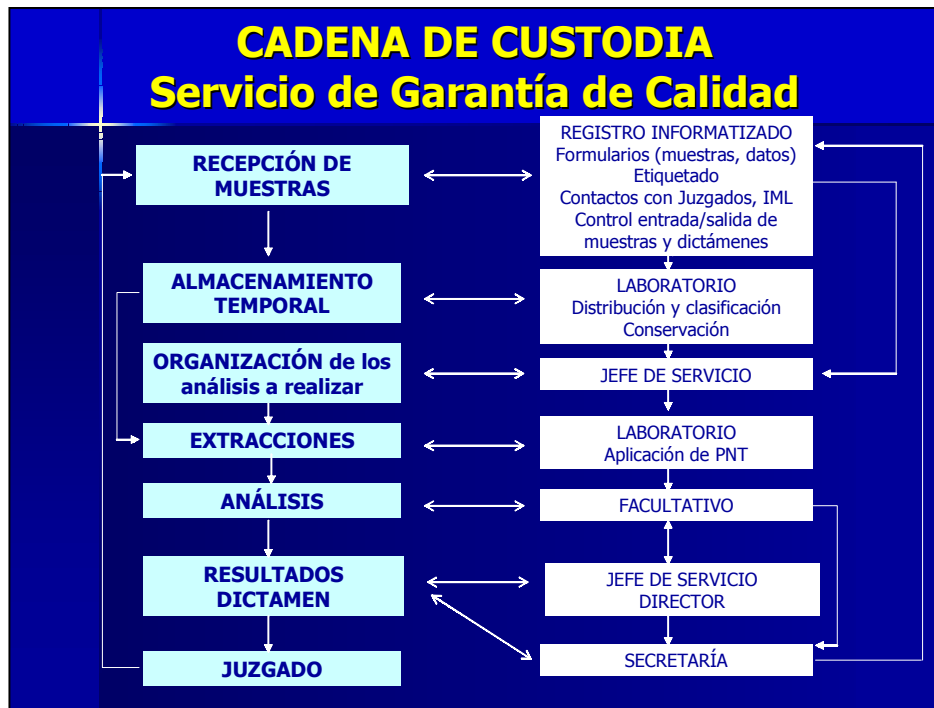 CADENA DE CUSTODIA
Servicio de Garantía de Calidad
RECEPCIÓN DE
MUESTRAS
REGISTRO INFORMATIZADO
Formularios (muestras, datos)
Etiquetado
Contactos con Juzgados, IML
Control entrada/salida de
muestras y dictámenes
ALMACENAMIENTO
TEMPORAL
LABORATORIO
Distribución y clasificación
Conservación
ORGANIZACIÓN de los
análisis a realizar
JEFE DE SERVICIO
EXTRACCIONES
LABORATORIO
Aplicación de PNT
ANÁLISIS
FACULTATIVO
RESULTADOS
DICTAMEN
JEFE DE SERVICIO
DIRECTOR
JUZGADO
SECRETARÍA